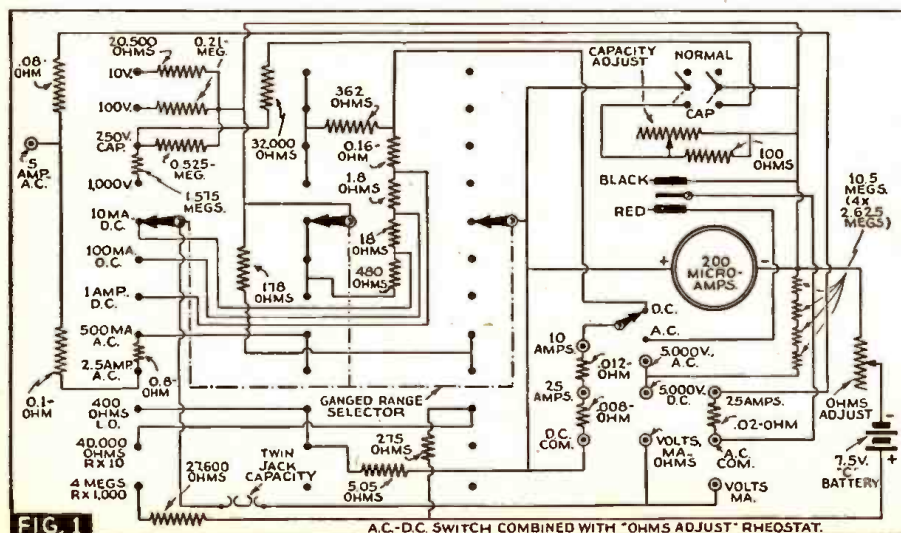 20,500
OHMS
0.21-
MEG.
.08-
OHM
10V.
100V.
250V.
CAP.
0.525-
MEG.
1,000V
1.575
MEGS.
5
AMP.
A.C.
32,000
OHMS
362
OHMS
0.16-
OHM
1.8
OHMS
18
OHMS
480
OHMS
178
OHMS
CAPACITY
ADJUST
NORMAL
CAP.
100
OHMS
BLACK
RED
10.5
MEGS.
(4X
2.625
MEGS)
+
200
MICRO-
AMPS.
-
10 MA.
D.C.
100MA.
D.C.
1 AMP.
D.C.
500MA
A.C.
2.5AMP.
A.C.
0.8-
OHM
0.1-
OHM
400
OHMS
L.O.
40,000
OHMS
RX10
4 MEGS
RX1,000
27,600
OHMS
TWIN
JACK
CAPACITY
GANGED RANGE
SELECTOR
275
OHMS
5.05
OHMS
D.C.
A.C.
10
AMPS.
.012-
OHM
25
AMPS.
.008-
OHM
D.C.
COM.
5,000V.,
A.C.
5,000V.
D.C.
25AMPS.
.02-OHM
VOLTS,
MA-
OHMS
A.C.
COM.
VOLTS
MA.
OHMS
ADJUST
-
7.5V.
"C"
BATTERY
+
FIG. 1
A.C.-D.C. SWITCH COMBINED WITH "OHMS ADJUST" RHEOSTAT.